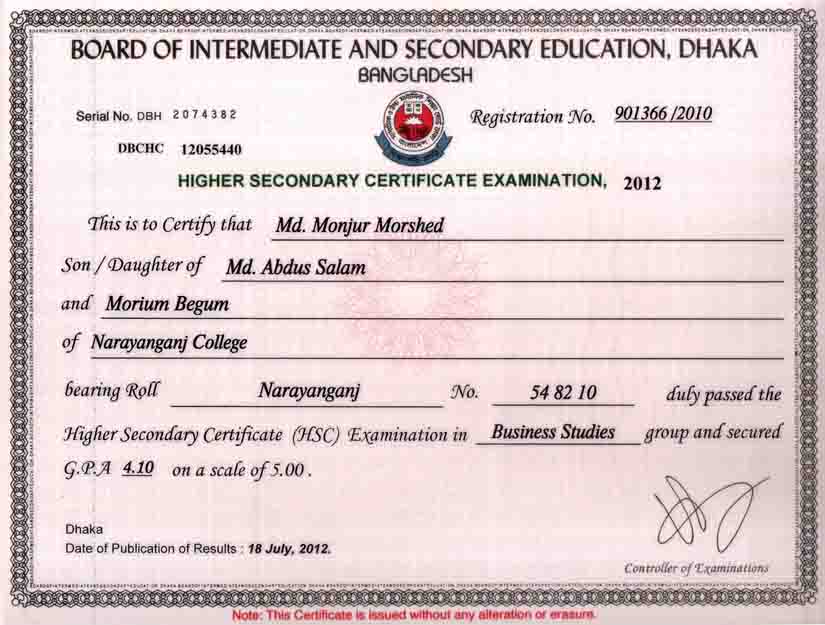 BOARD OF INTERMEDIATE AND SECONDARY EDUCATION, DHAKA
BANGLADESH
Serial No. DBH 2074382
Registration No. 901366/2010
DBCHC 12055440
HIGHER SECONDARY CERTIFICATE EXAMINATION, 2012
This is to Certify that Md. Monjur Morshed
Son / Daughter of Md. Abdus Salam
and Morium Begum
of Narayanganj College
bearing Roll Narayanganj No. 54 82 10 duly passed the
Higher Secondary Certificate (HSC) Examination in Business Studies group and secured
G.P.A 4.10 on a scale of 5.00 .
Dhaka
Date of Publication of Results : 18 July, 2012.
Controller of Examinations
Note: This Certificate is issued without any alteration or erasure.